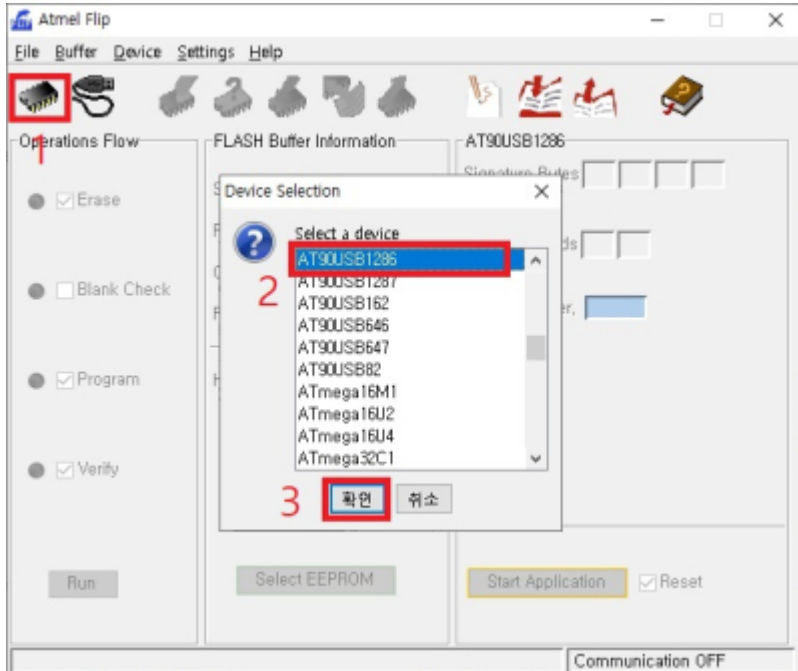 Atmel Flip
File Buffer Device Settings Help
1
Operations Flow
FLASH Buffer Information
AT90USB1286
Erase
Blank Check
Program
Verify
Run
Select EEPROM
Signature Bytes
Start Application
Reset
Device Selection
Select a device
2
AT90USB1286
AT90USB1287
AT90USB162
AT90USB646
AT90USB647
AT90USB82
ATmega16M1
ATmega16U2
ATmega16U4
ATmega32C1
3
확인 취소
Communication OFF